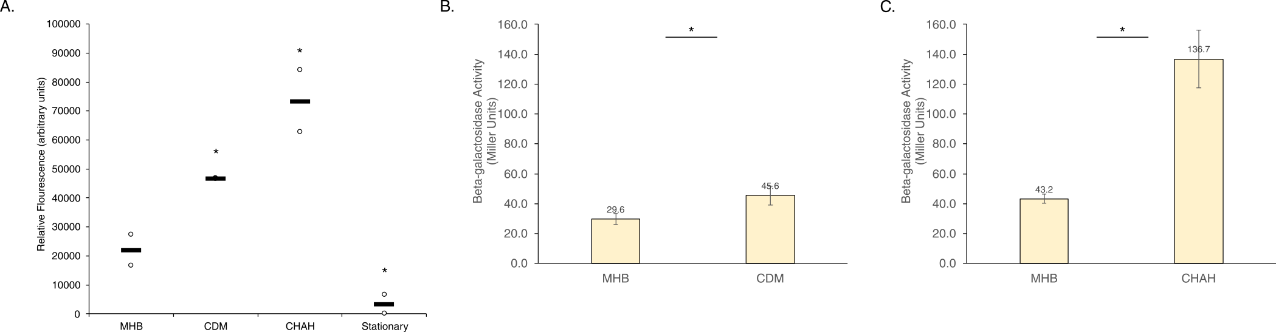 A.
Relative Flourescence (arbitrary units)
100000
90000
80000
70000
60000
50000
40000
30000
20000
10000
0
*
*
*
MHB
CDM
CHAH
Stationary
B.
Beta-galactosidase Activity
(Miller Units)
160.0
140.0
120.0
100.0
80.0
60.0
40.0
20.0
0.0
*
29.6
45.6
MHB
CDM
C.
Beta-galactosidase Activity
(Miller Units)
160.0
140.0
120.0
100.0
80.0
60.0
40.0
20.0
0.0
*
43.2
136.7
MHB
CHAH